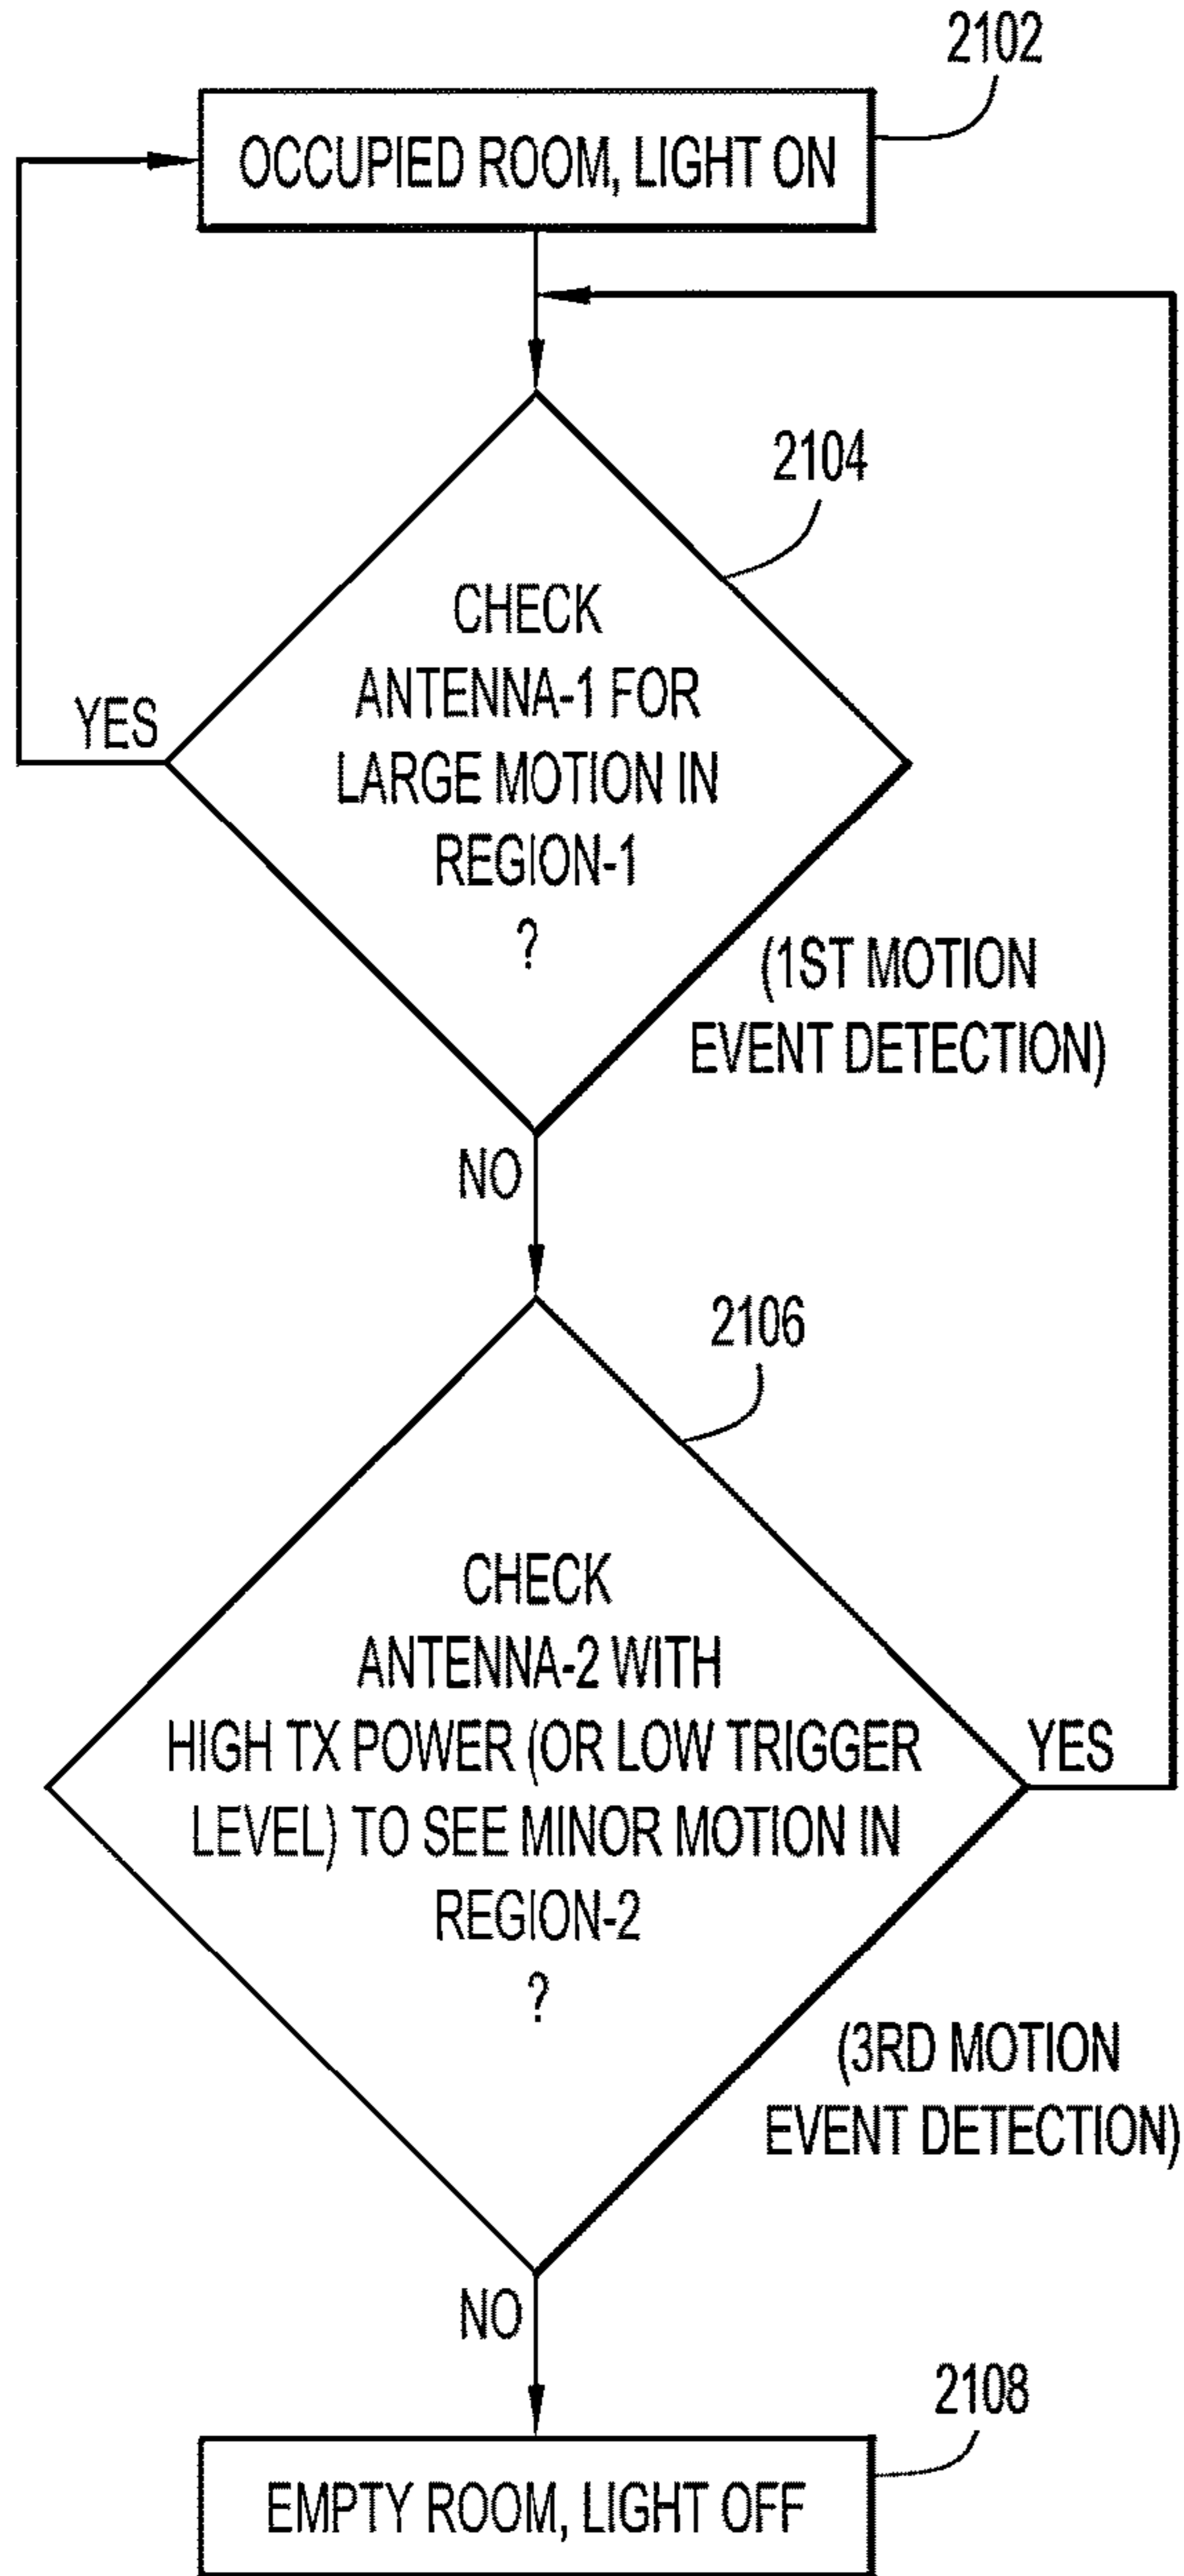 2102
OCCUPIED ROOM, LIGHT ON
2104
CHECK
ANTENNA-1 FOR
LARGE MOTION IN
REGION-1
?
YES
(1ST MOTION
EVENT DETECTION)
NO
2106
CHECK
ANTENNA-2 WITH
HIGH TX POWER (OR LOW TRIGGER
LEVEL) TO SEE MINOR MOTION IN
REGION-2
?
YES
(3RD MOTION
EVENT DETECTION)
NO
2108
EMPTY ROOM, LIGHT OFF